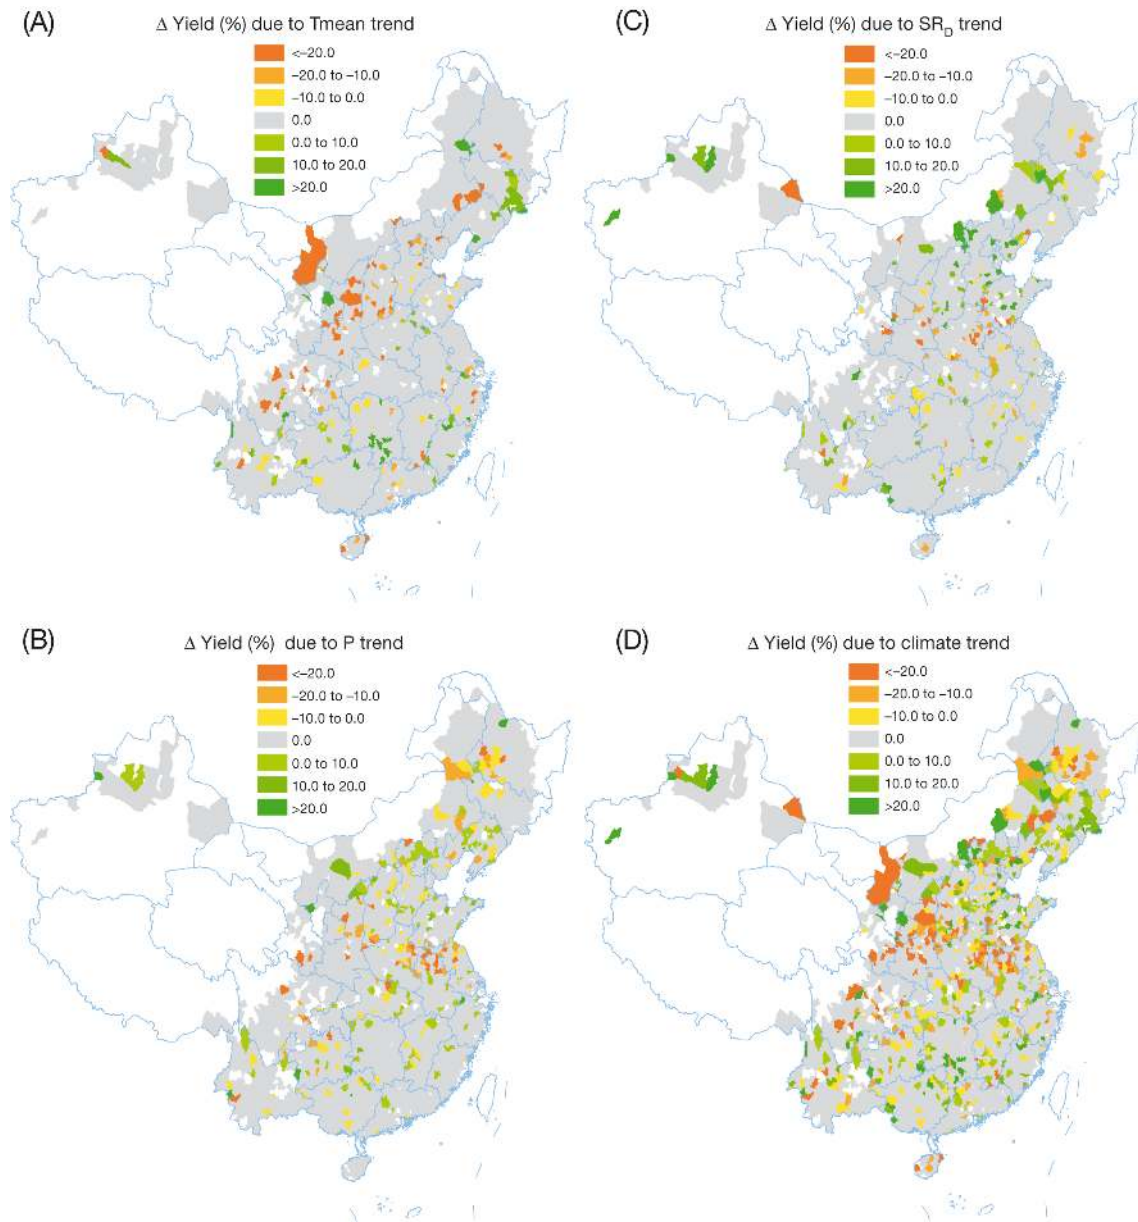 (A)
Δ Yield (%) due to Tmean trend
<–20.0
–20.0 to –10.0
–10.0 to 0.0
0.0
0.0 to 10.0
10.0 to 20.0
>20.0
(C)
Δ Yield (%) due to SR_D trend
<–20.0
–20.0 to –10.0
–10.0 to 0.0
0.0
0.0 to 10.0
10.0 to 20.0
>20.0
(B)
Δ Yield (%) due to P trend
<–20.0
–20.0 to –10.0
–10.0 to 0.0
0.0
0.0 to 10.0
10.0 to 20.0
>20.0
(D)
Δ Yield (%) due to climate trend
<–20.0
–20.0 to –10.0
–10.0 to 0.0
0.0
0.0 to 10.0
10.0 to 20.0
>20.0